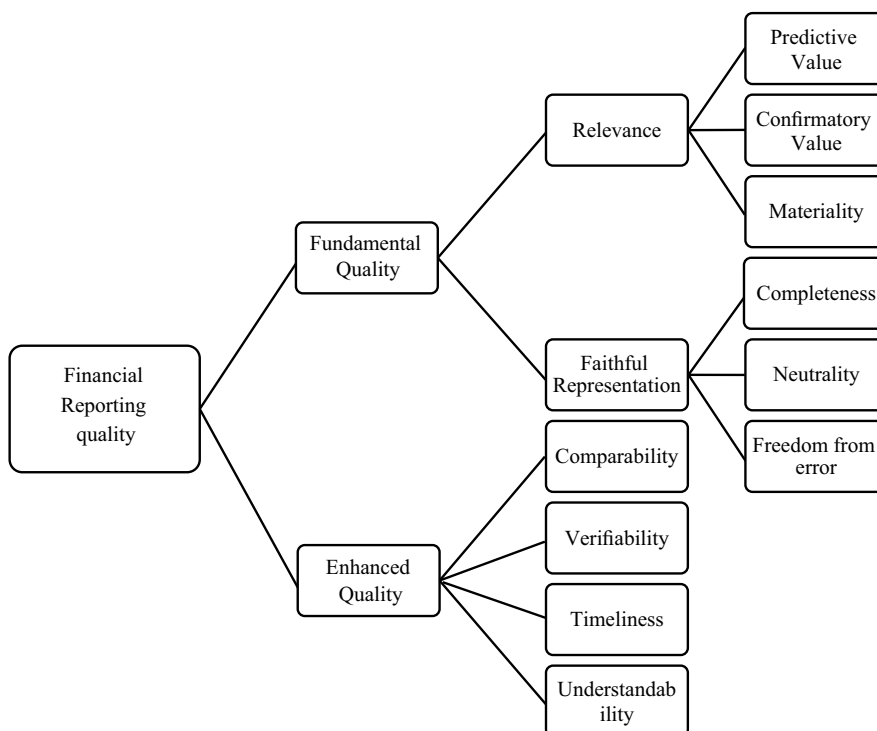 Financial
Reporting
quality
Fundamental
Quality
Enhanced
Quality
Relevance
Faithful
Representation
Comparability
Verifiability
Timeliness
Understandab
ility
Predictive
Value
Confirmatory
Value
Materiality
Completeness
Neutrality
Freedom from
error